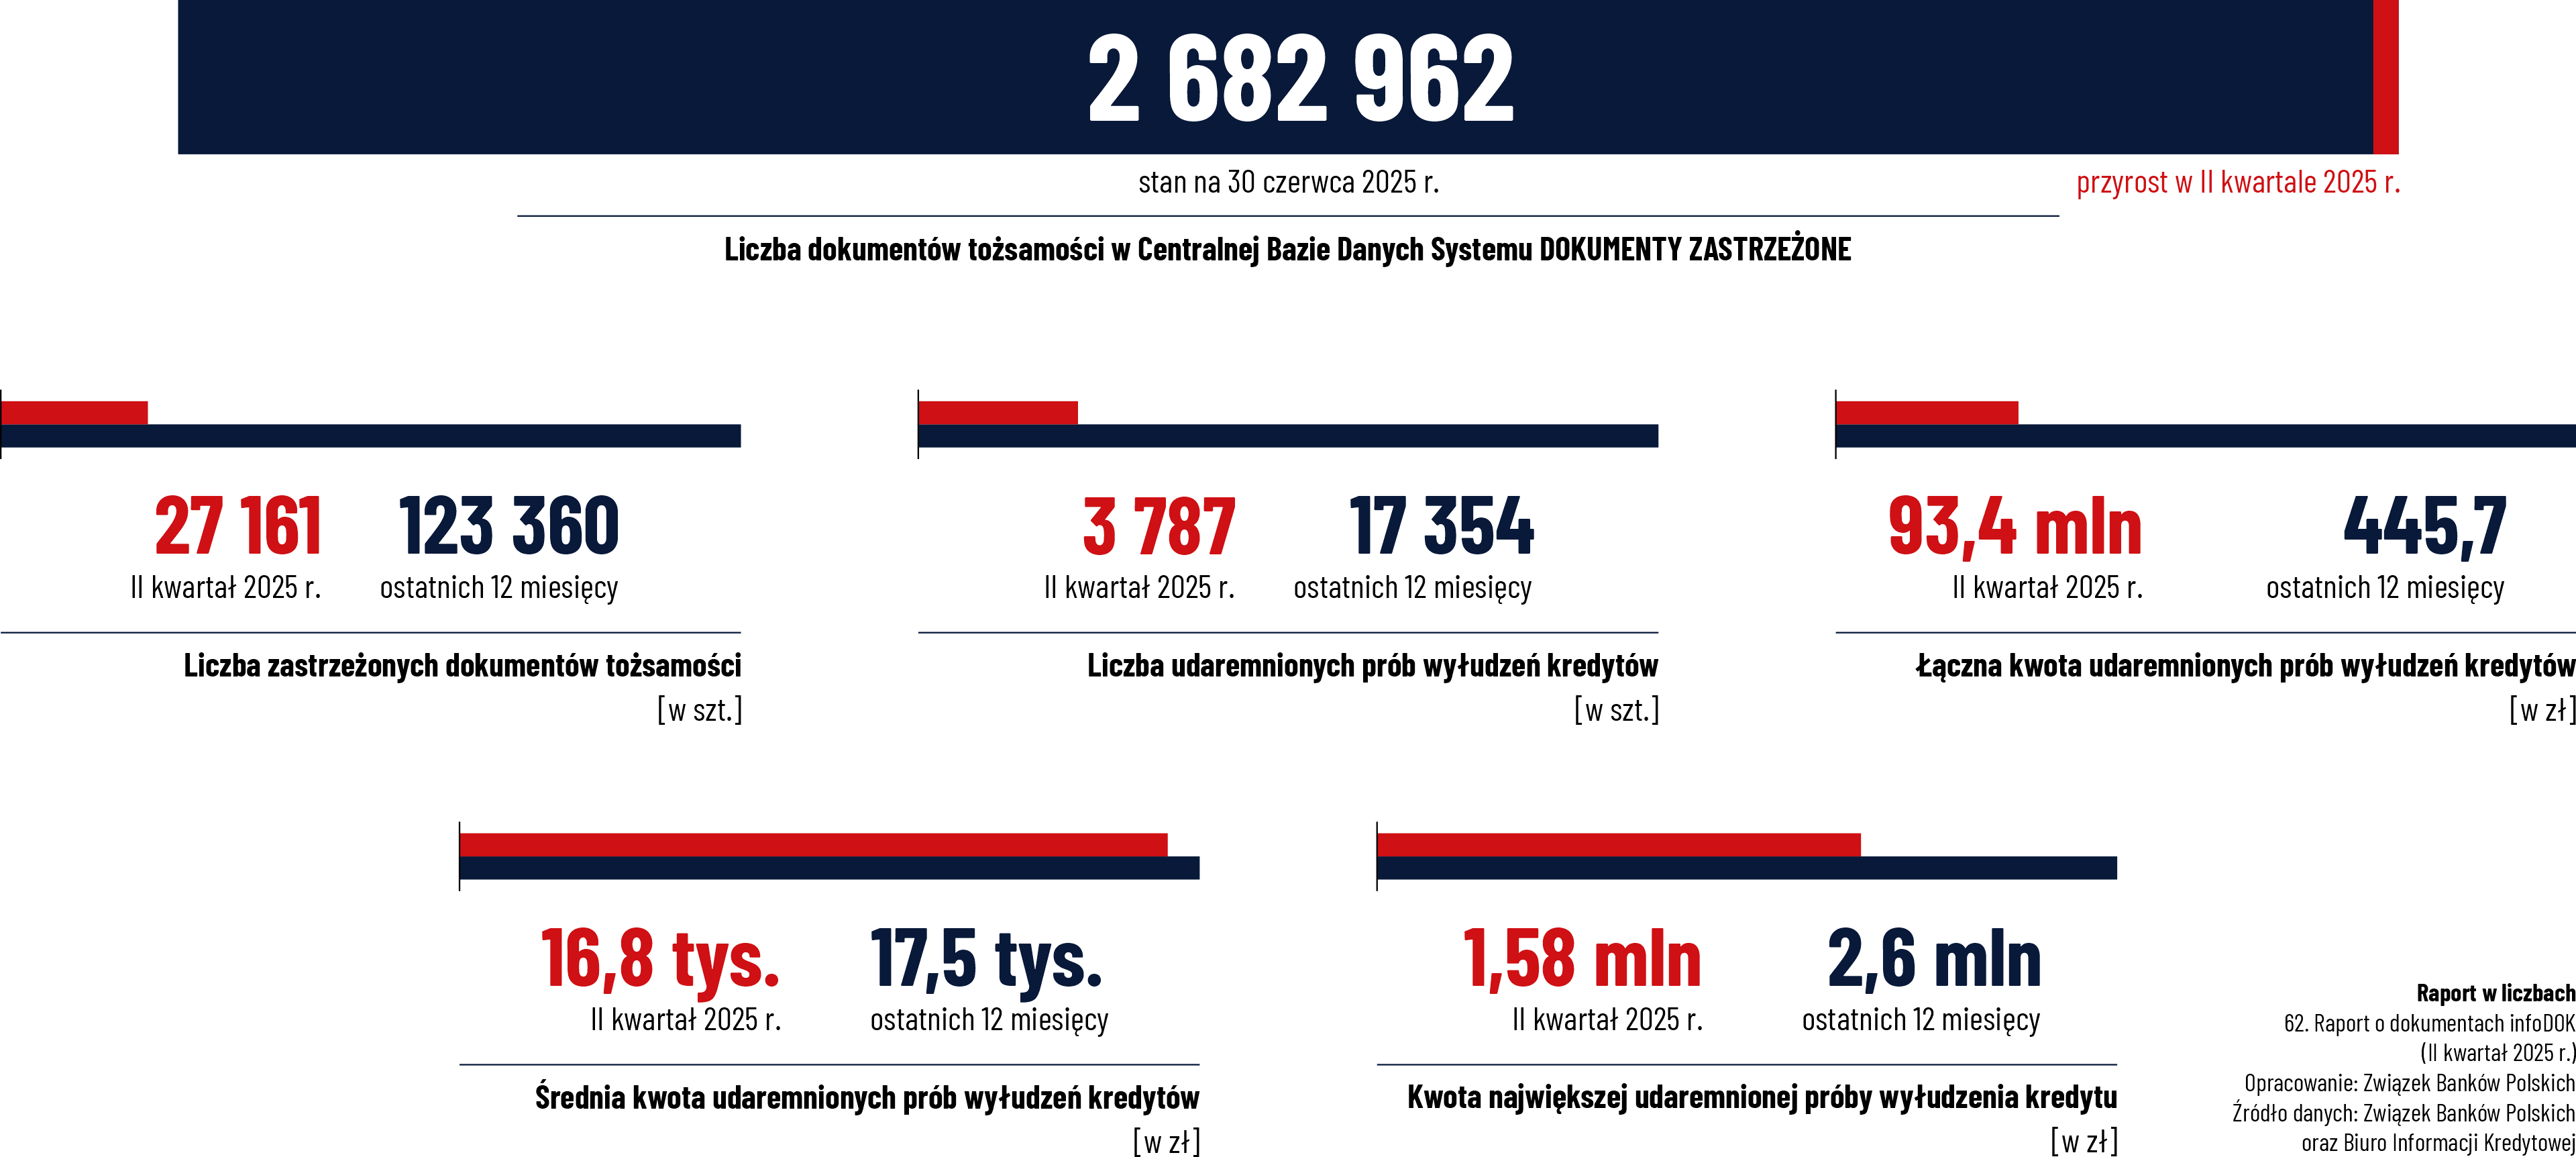 2 682 962
stan na 30 czerwca 2025 r.
przyrost w II kwartale 2025 r.
Liczba dokumentów tożsamości w Centralnej Bazie Danych Systemu DOKUMENTY ZASTRZEŻONE
27 161
123 360
II kwartał 2025 r.
ostatnich 12 miesięcy
Liczba zastrzeżonych dokumentów tożsamości
[w szt.]
3 787
17 354
II kwartał 2025 r.
ostatnich 12 miesięcy
Liczba udaremnionych prób wyłudzeń kredytów
[w szt.]
93,4 mln
445,7
II kwartał 2025 r.
ostatnich 12 miesięcy
Łączna kwota udaremnionych prób wyłudzeń kredytów
[w zł]
16,8 tys.
17,5 tys.
II kwartał 2025 r.
ostatnich 12 miesięcy
Średnia kwota udaremnionych prób wyłudzeń kredytów
[w zł]
1,58 mln
2,6 mln
II kwartał 2025 r.
ostatnich 12 miesięcy
Kwota największej udaremnionej próby wyłudzenia kredytu
[w zł]
Raport w liczbach
62. Raport o dokumentach infoDOK
(II kwartał 2025 r.)
Opracowanie: Związek Banków Polskich
Źródło danych: Związek Banków Polskich
oraz Biuro Informacji Kredytowej